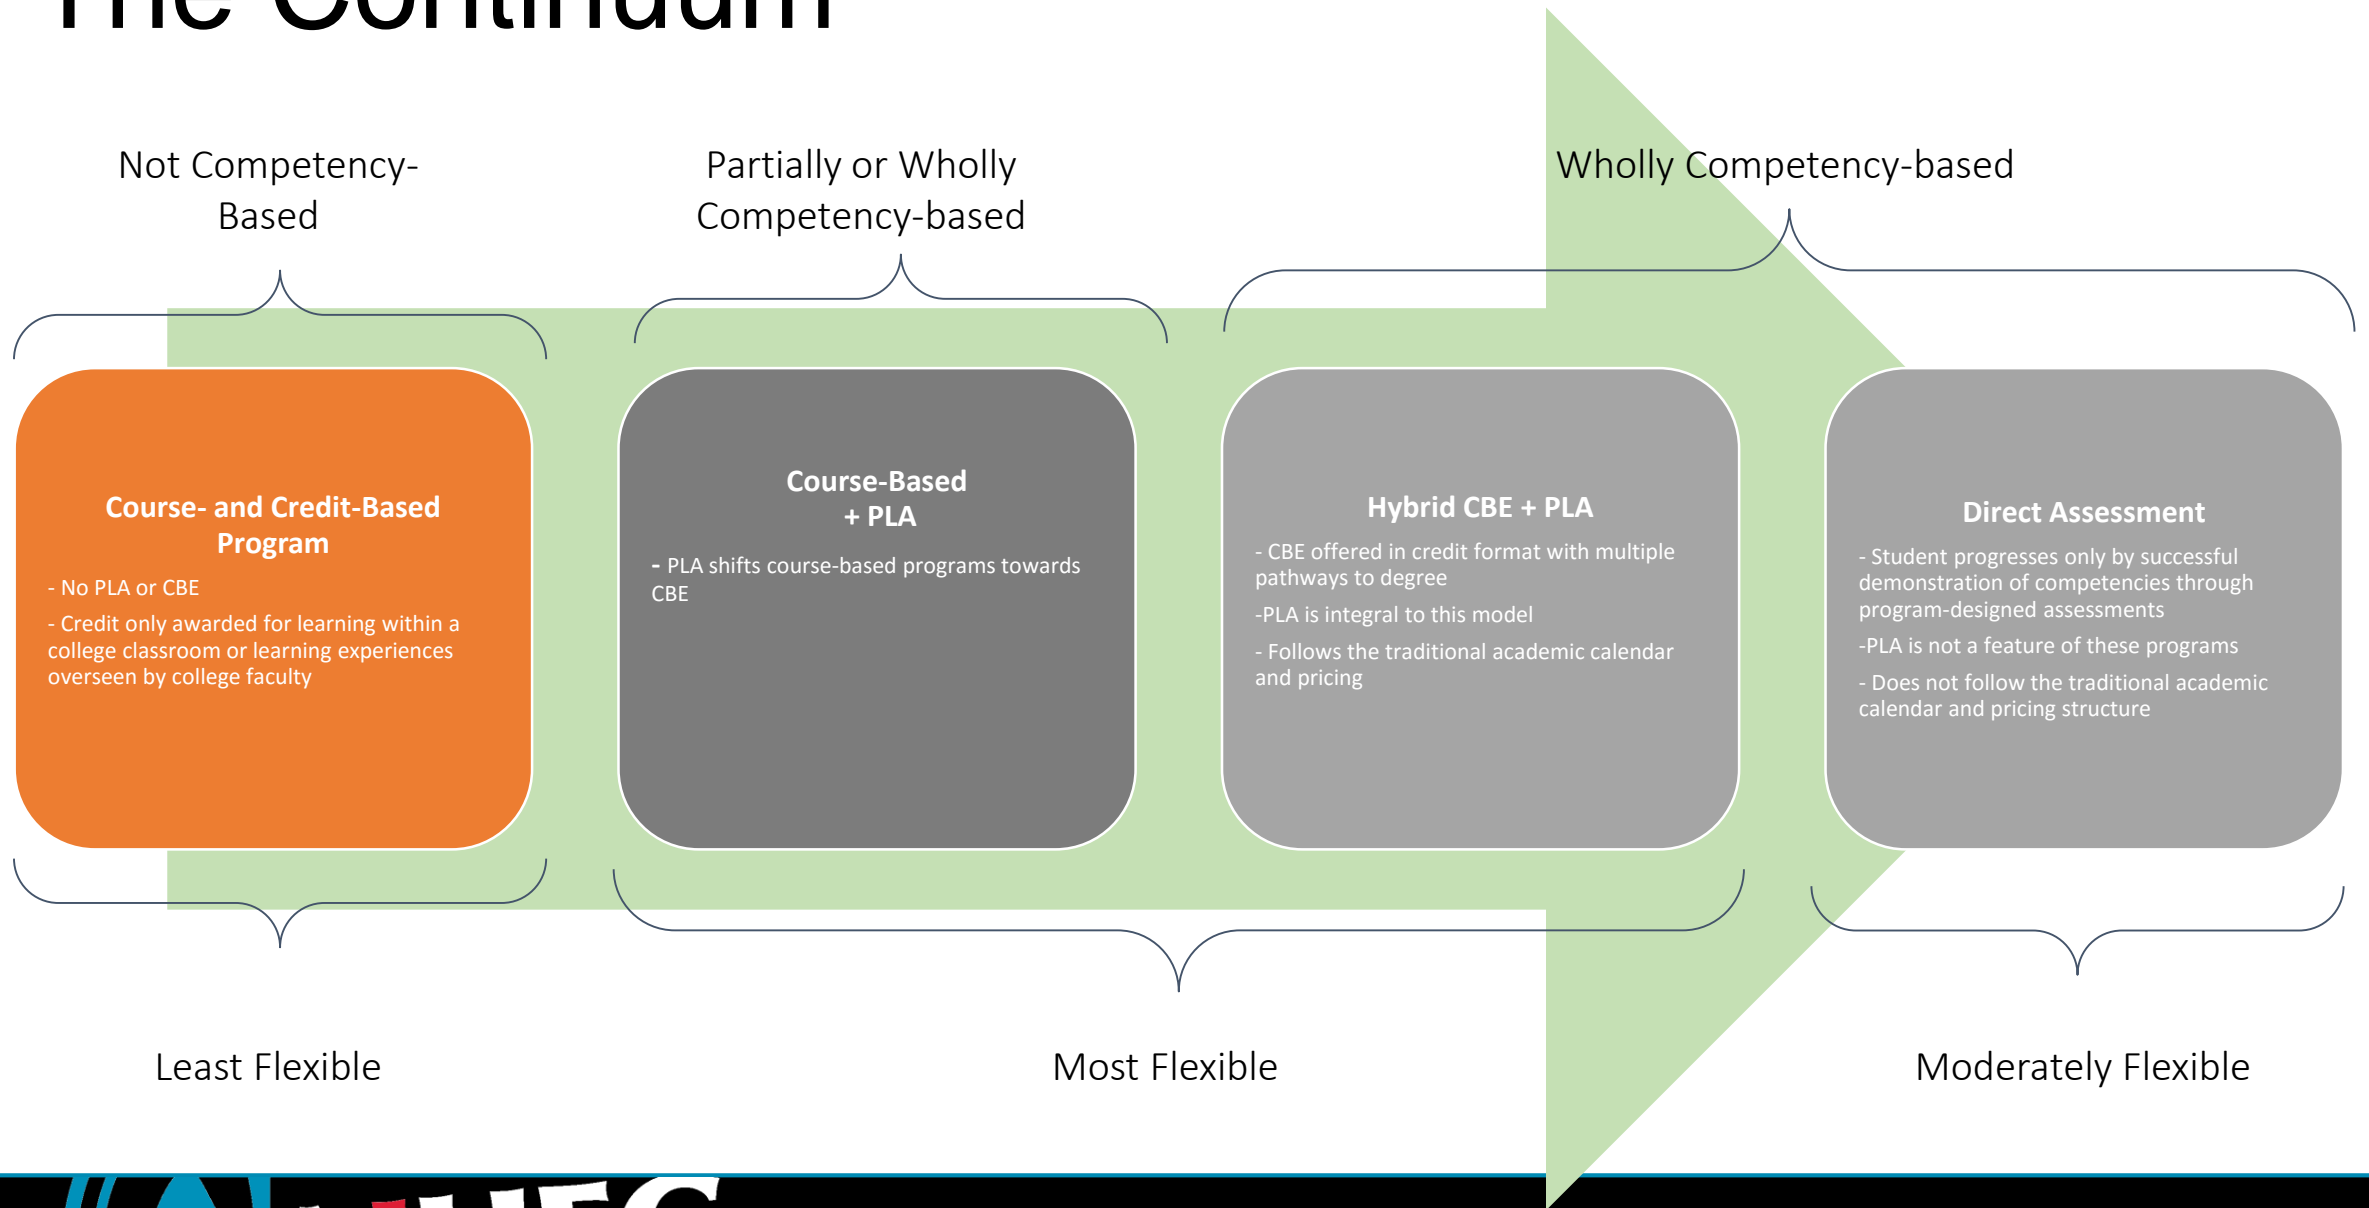 The Continuum
Not Competency-
Based
Partially or Wholly
Competency-based
Wholly Competency-based
Course- and Credit-Based
Program
- No PLA or CBE
- Credit only awarded for learning within a
college classroom or learning experiences
overseen by college faculty
Course-Based
+ PLA
- PLA shifts course-based programs towards
CBE
Hybrid CBE + PLA
- CBE offered in credit format with multiple
pathways to degree
-PLA is integral to this model
- Follows the traditional academic calendar
and pricing
Direct Assessment
- Student progresses only by successful
demonstration of competencies through
program-designed assessments
-PLA is not a feature of these programs
- Does not follow the traditional academic
calendar and pricing structure
Least Flexible
Most Flexible
Moderately Flexible